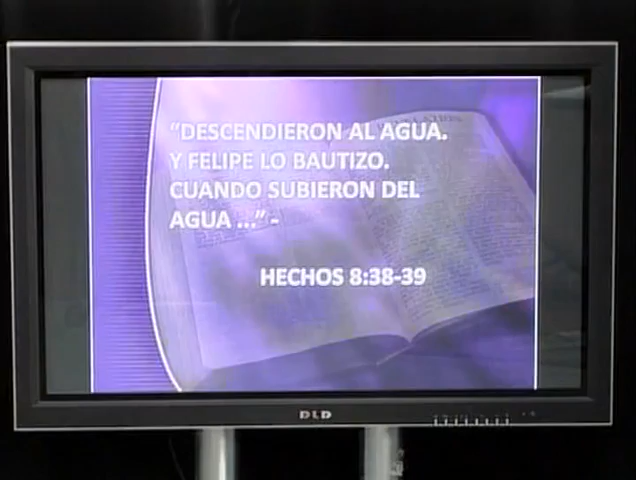 "DESCENDIERON AL AGUA.
Y FELIPE LO BAUTIZO.
CUANDO SUBIERON DEL
AGUA ..." -
HECHOS 8:38-39
DLD